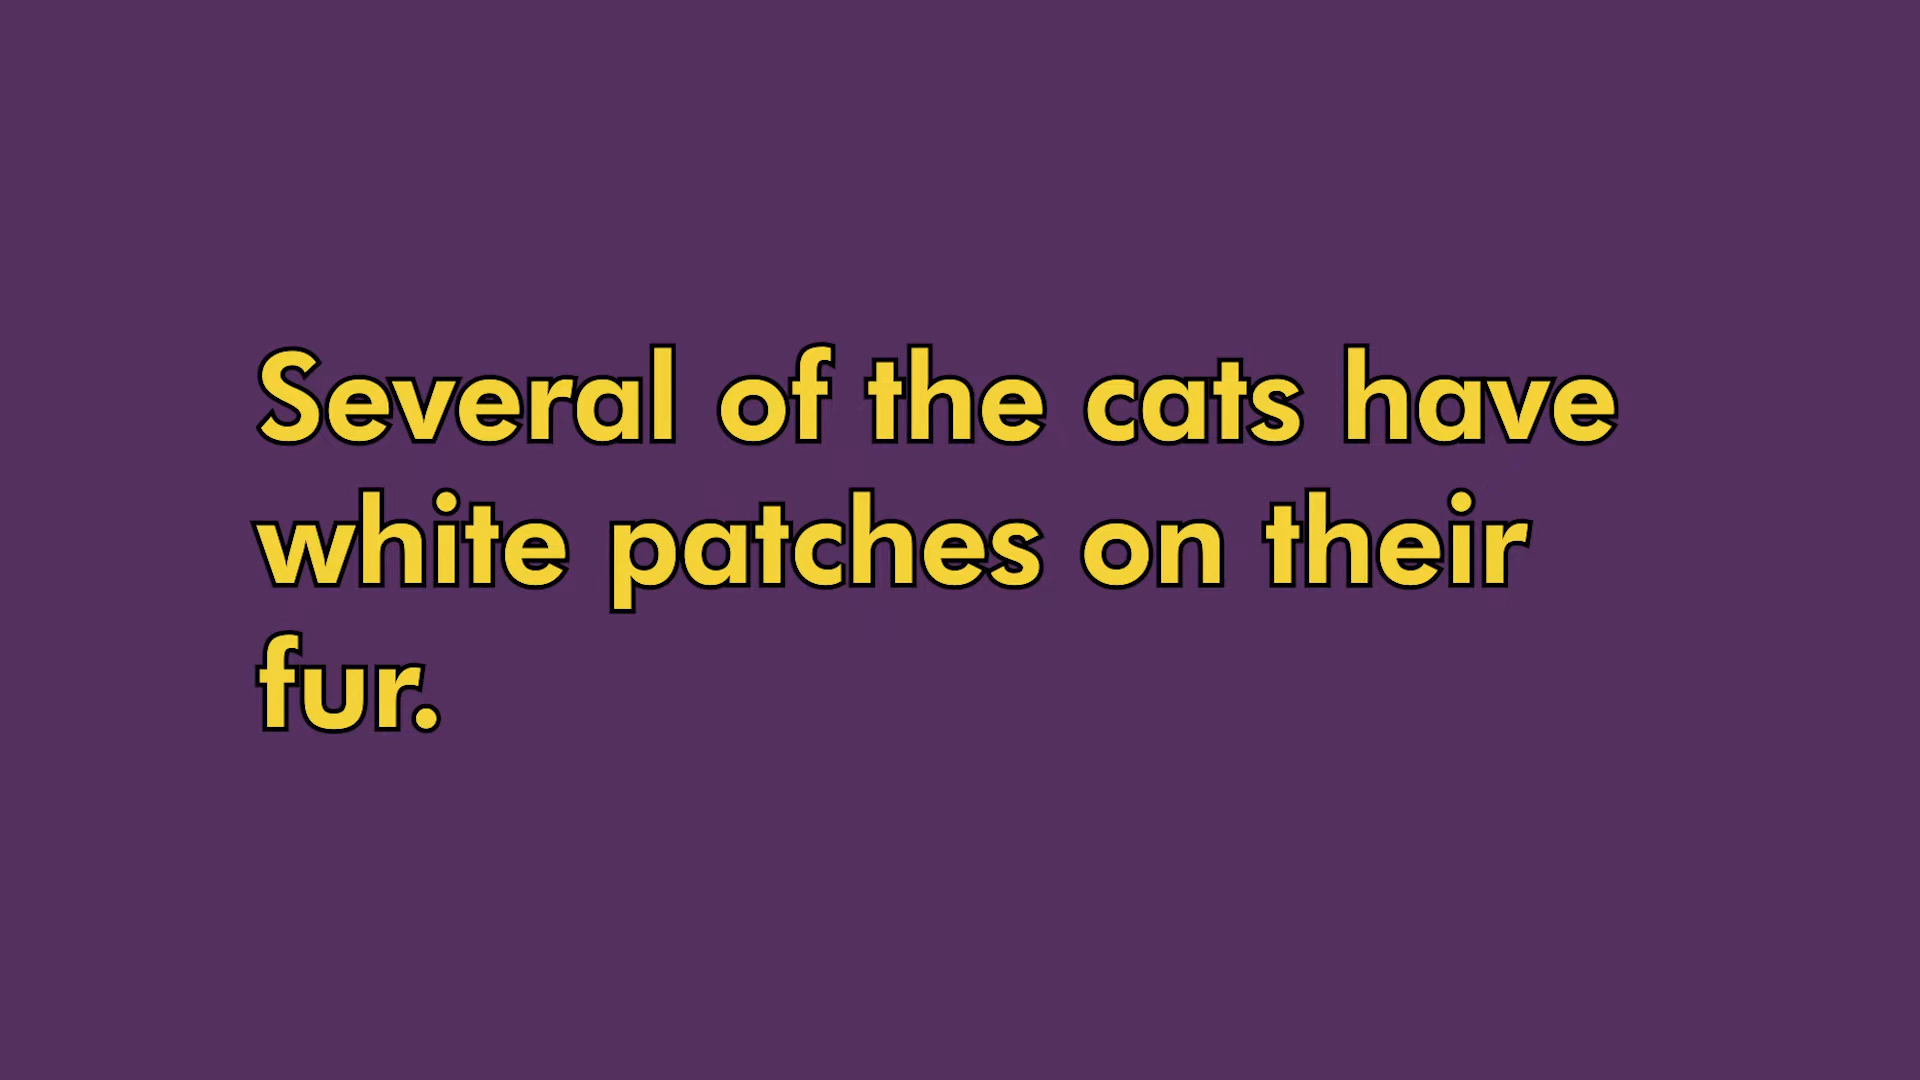 Several of the cats have
white patches on their
fur.